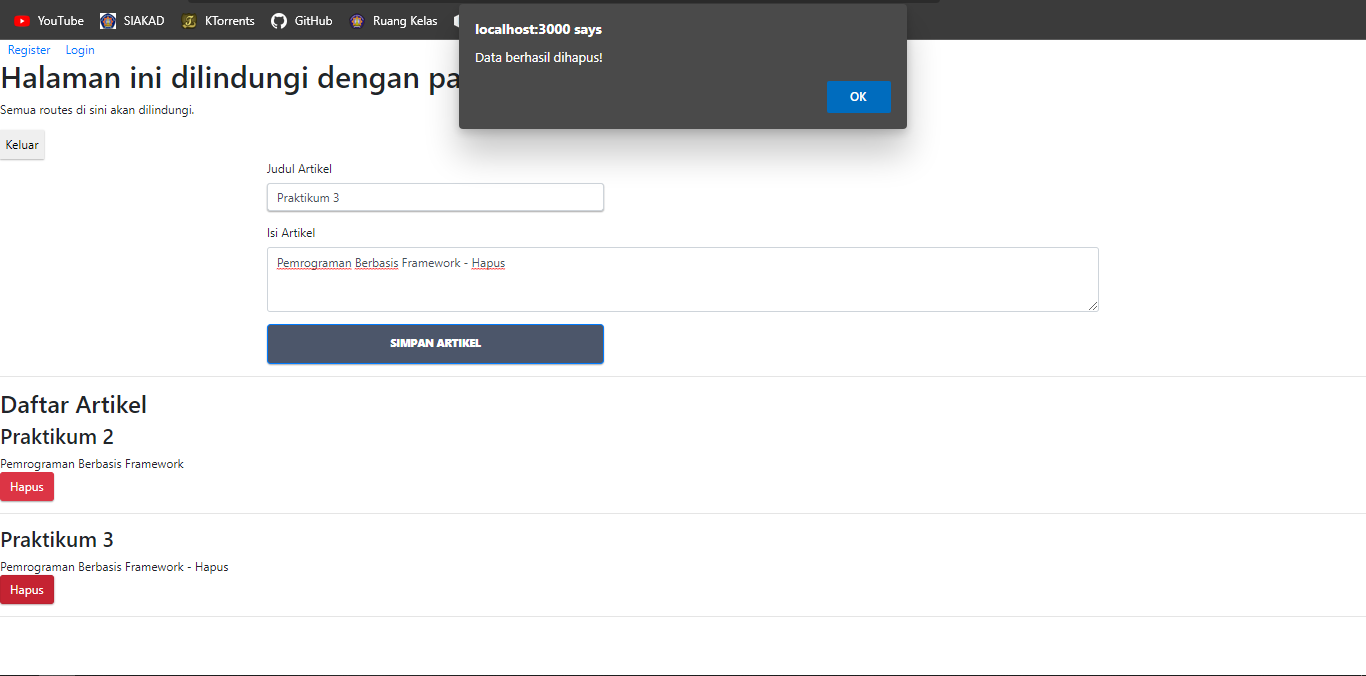 YouTube SIAKAD KTorrents GitHub Ruang Kelas
localhost:3000 says
Data berhasil dihapus!
OK
Register Login
Halaman ini dilindungi dengan pa
Semua routes di sini akan dilindungi.
Keluar
Judul Artikel
Praktikum 3
Isi Artikel
Pemrograman Berbasis Framework - Hapus
SIMPAN ARTIKEL
Daftar Artikel
Praktikum 2
Pemrograman Berbasis Framework
Hapus
Praktikum 3
Pemrograman Berbasis Framework - Hapus
Hapus